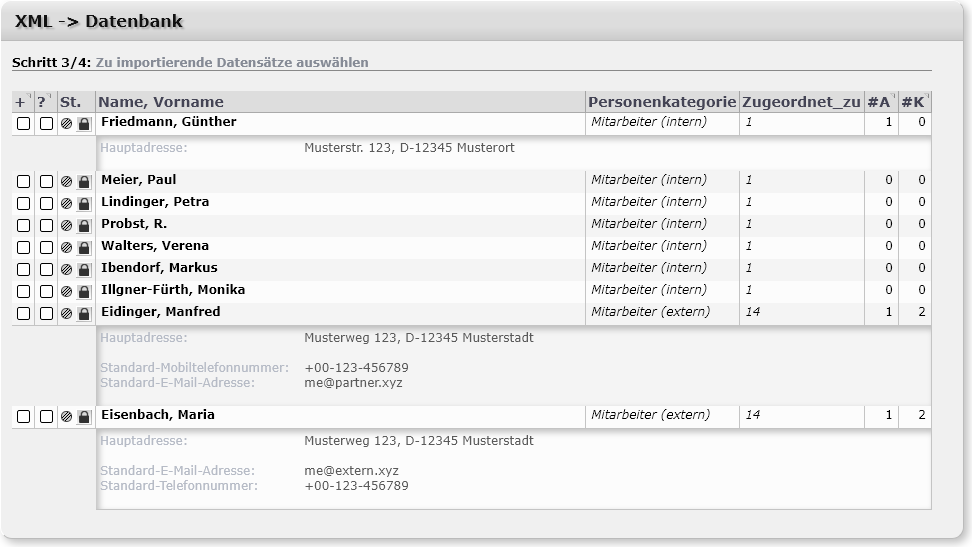 XML -> Datenbank
Schritt 3/4: Zu importierende Datensätze auswählen
+ ? St. Name, Vorname Personenkategorie Zugeordnet_zu #A #K
Friedmann, Günther Mitarbeiter (intern) 1 1 0
Hauptadresse: Musterstr. 123, D-12345 Musterort
Meier, Paul Mitarbeiter (intern) 1 0 0
Lindinger, Petra Mitarbeiter (intern) 1 0 0
Probst, R. Mitarbeiter (intern) 1 0 0
Walters, Verena Mitarbeiter (intern) 1 0 0
Ibendorf, Markus Mitarbeiter (intern) 1 0 0
Illgner-Fürth, Monika Mitarbeiter (intern) 1 0 0
Eidinger, Manfred Mitarbeiter (extern) 14 1 2
Hauptadresse: Musterweg 123, D-12345 Musterstadt
Standard-Mobiltelefonnummer: +00-123-456789
Standard-E-Mail-Adresse: me@partner.xyz
Eisenbach, Maria Mitarbeiter (extern) 14 1 2
Hauptadresse: Musterweg 123, D-12345 Musterstadt
Standard-E-Mail-Adresse: me@extern.xyz
Standard-Telefonnummer: +00-123-456789